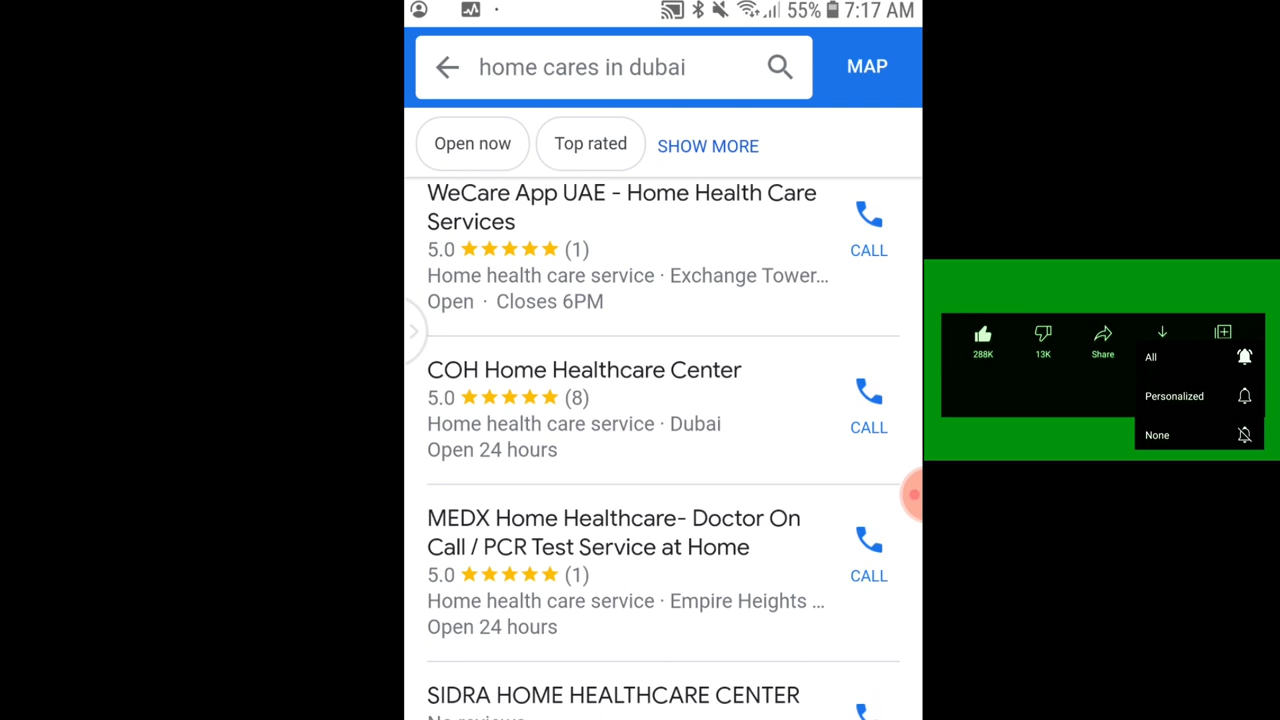 55% 7:17 AM
home cares in dubai
MAP
Open now
Top rated
SHOW MORE
WeCare App UAE - Home Health Care
Services
5.0 (1)
Home health care service · Exchange Tower...
Open · Closes 6PM
CALL
COH Home Healthcare Center
5.0 (8)
Home health care service · Dubai
Open 24 hours
CALL
MEDX Home Healthcare- Doctor On
Call / PCR Test Service at Home
5.0 (1)
Home health care service · Empire Heights ...
Open 24 hours
CALL
SIDRA HOME HEALTHCARE CENTER
No reviews
288K
13K
Share
All
Personalized
None